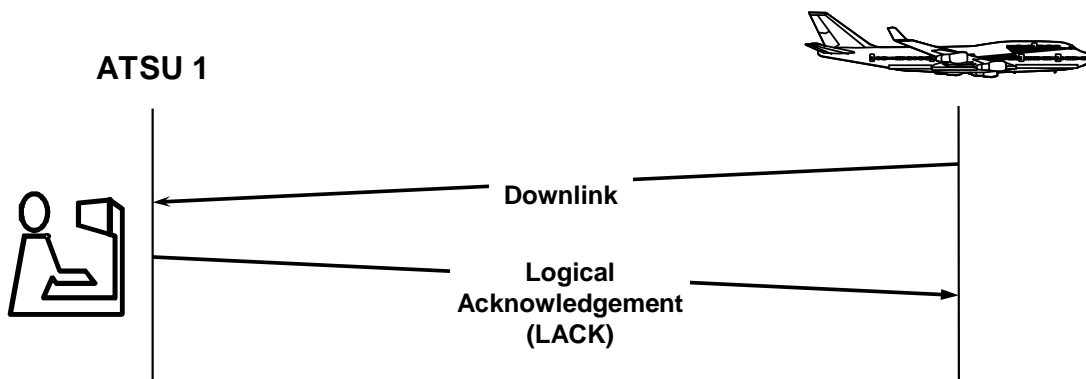 ATSU 1
Downlink
Logical
Acknowledgement
(LACK)